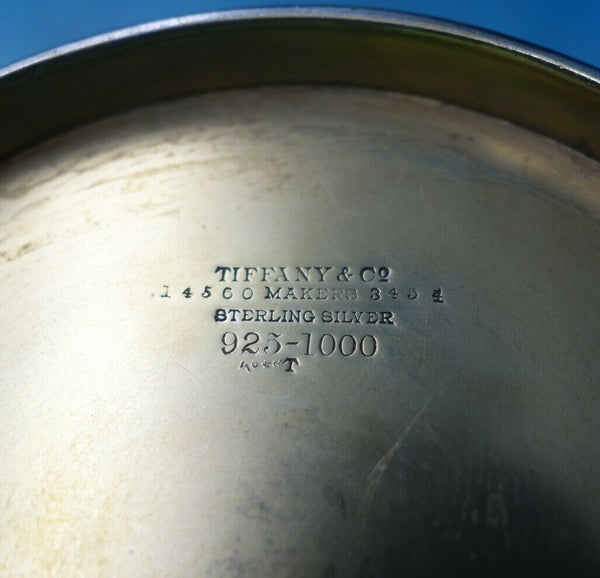 TIFFANY & Cº
14560 MAKERS 3454
STERLING SILVER
925-1000
T